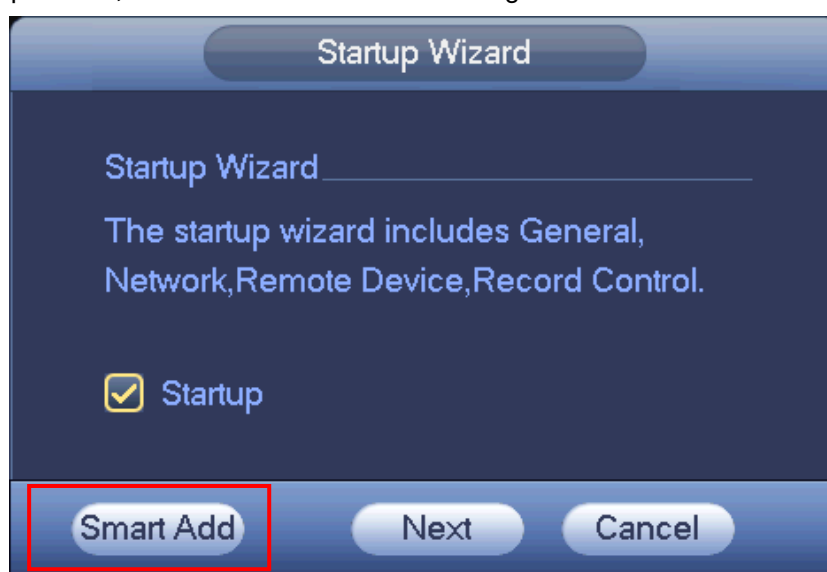 Startup Wizard
Startup Wizard
The startup wizard includes General,
Network,Remote Device,Record Control.
Startup
Smart Add Next Cancel